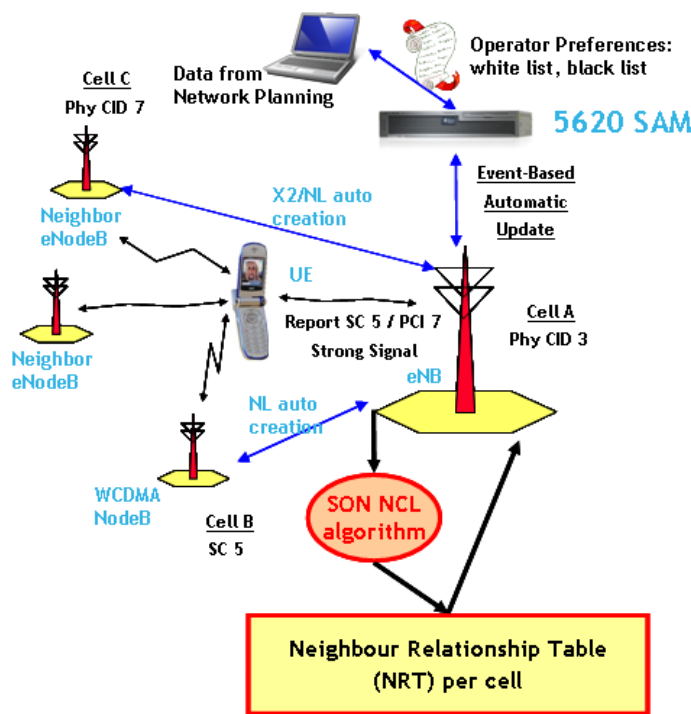 Operator Preferences:
white list, black list
Data from
Network Planning
5620 SAM
Cell C
Phy CID 7
Event-Based
Automatic
Update
X2/NL auto
creation
Neighbor
eNodeB
UE
Cell A
Phy CID 3
Report SC 5 / PCI 7
Strong Signal
Neighbor
eNodeB
eNB
NL auto
creation
WCDMA
NodeB
Cell B
SC 5
SON NCL
algorithm
Neighbour Relationship Table
(NRT) per cell